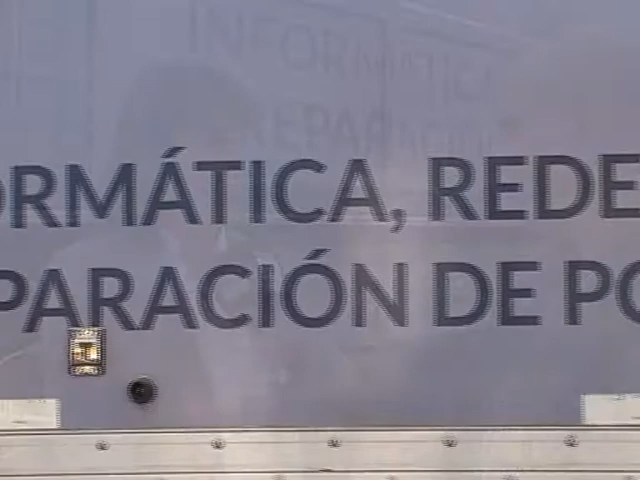 ORMÁTICA, REDE
PARACIÓN DE PO